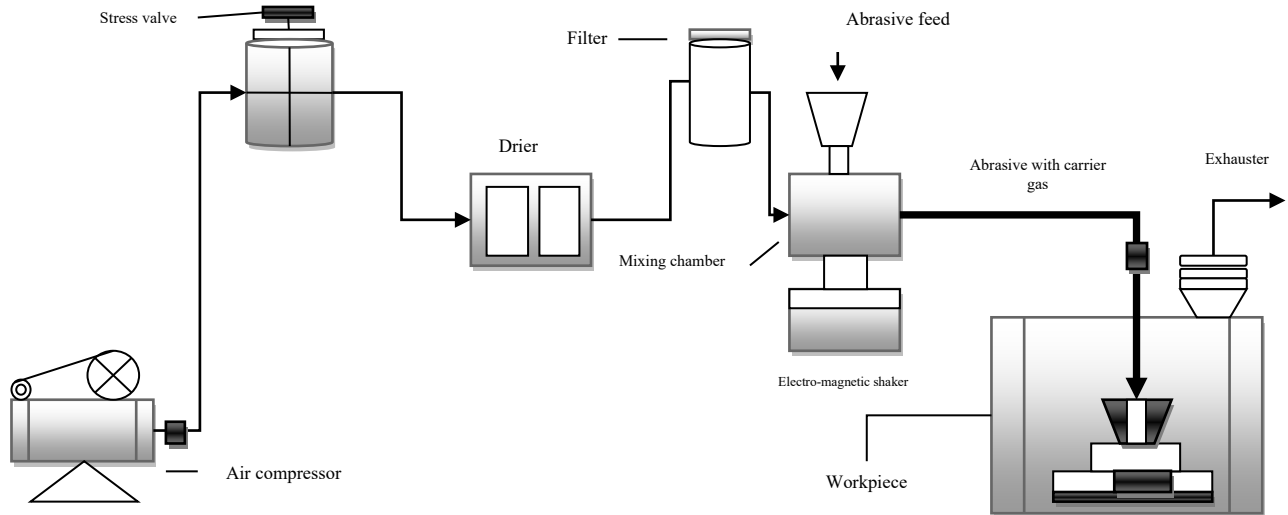 Stress valve
Filter
Abrasive feed
Drier
Abrasive with carrier
gas
Exhauster
Mixing chamber
Electro-magnetic shaker
Air compressor
Workpiece